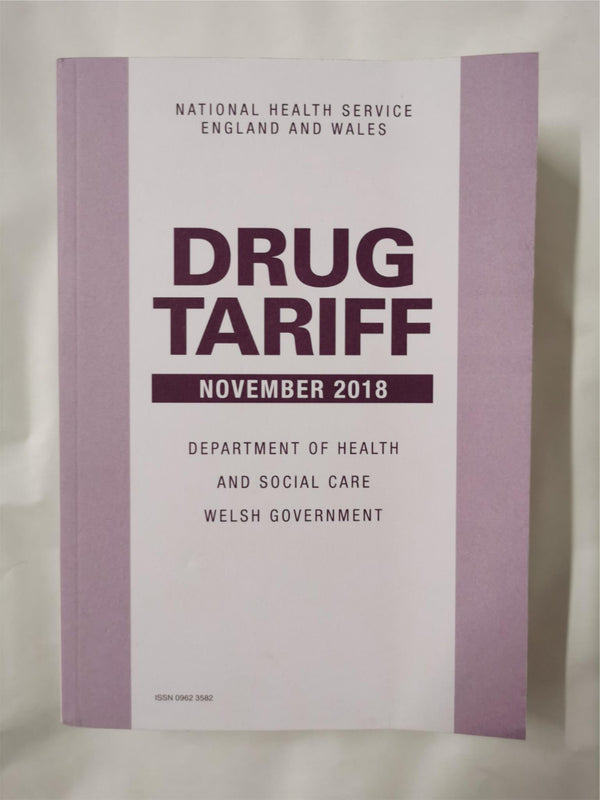 NATIONAL HEALTH SERVICE
ENGLAND AND WALES
DRUG
TARIFF
NOVEMBER 2018
DEPARTMENT OF HEALTH
AND SOCIAL CARE
WELSH GOVERNMENT
ISSN 0962 3582